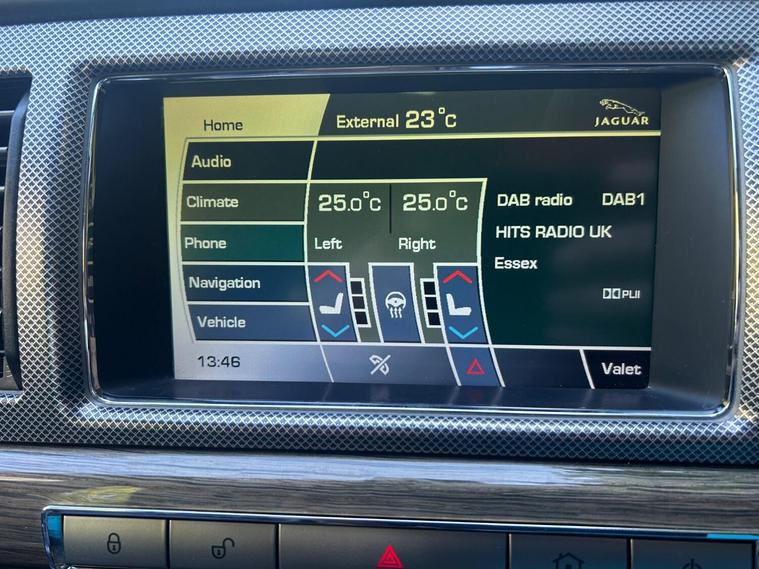 Home
External 23°C
JAGUAR
Audio
Climate
Phone
Navigation
Vehicle
25.0°C
25.0°C
Left
Right
DAB radio DAB1
HITS RADIO UK
Essex
PLII
13:46
Valet